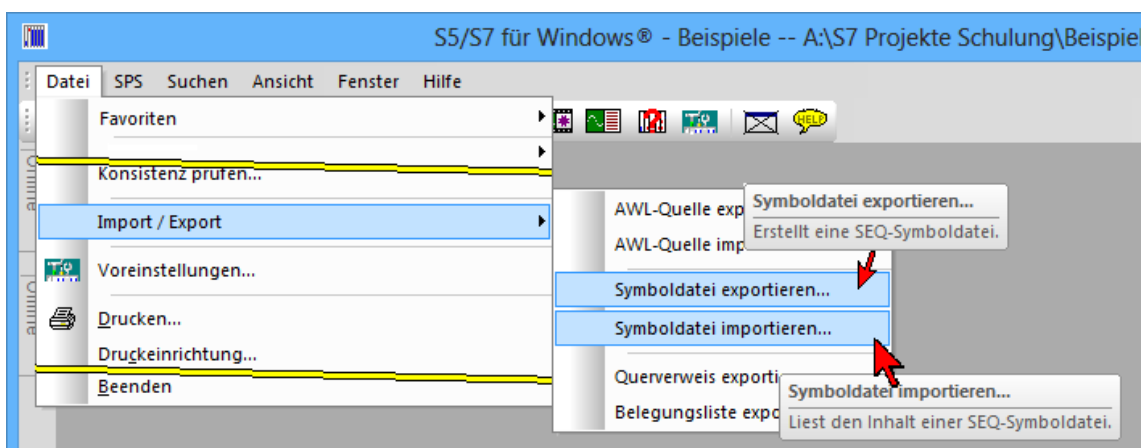 S5/S7 für Windows® - Beispiele -- A:\S7 Projekte Schulung\Beispiel
Datei SPS Suchen Ansicht Fenster Hilfe
HELP
Favoriten
Konsistenz prüfen...
Import / Export
Voreinstellungen...
Drucken...
Druckeinrichtung...
Beenden
AWL-Quelle exp
AWL-Quelle imp
Symboldatei exportieren...
Symboldatei importieren...
Querverweis exporti
Belegungsliste expo
Symboldatei exportieren...
Erstellt eine SEQ-Symboldatei.
Symboldatei importieren...
Liest den Inhalt einer SEQ-Symboldatei.